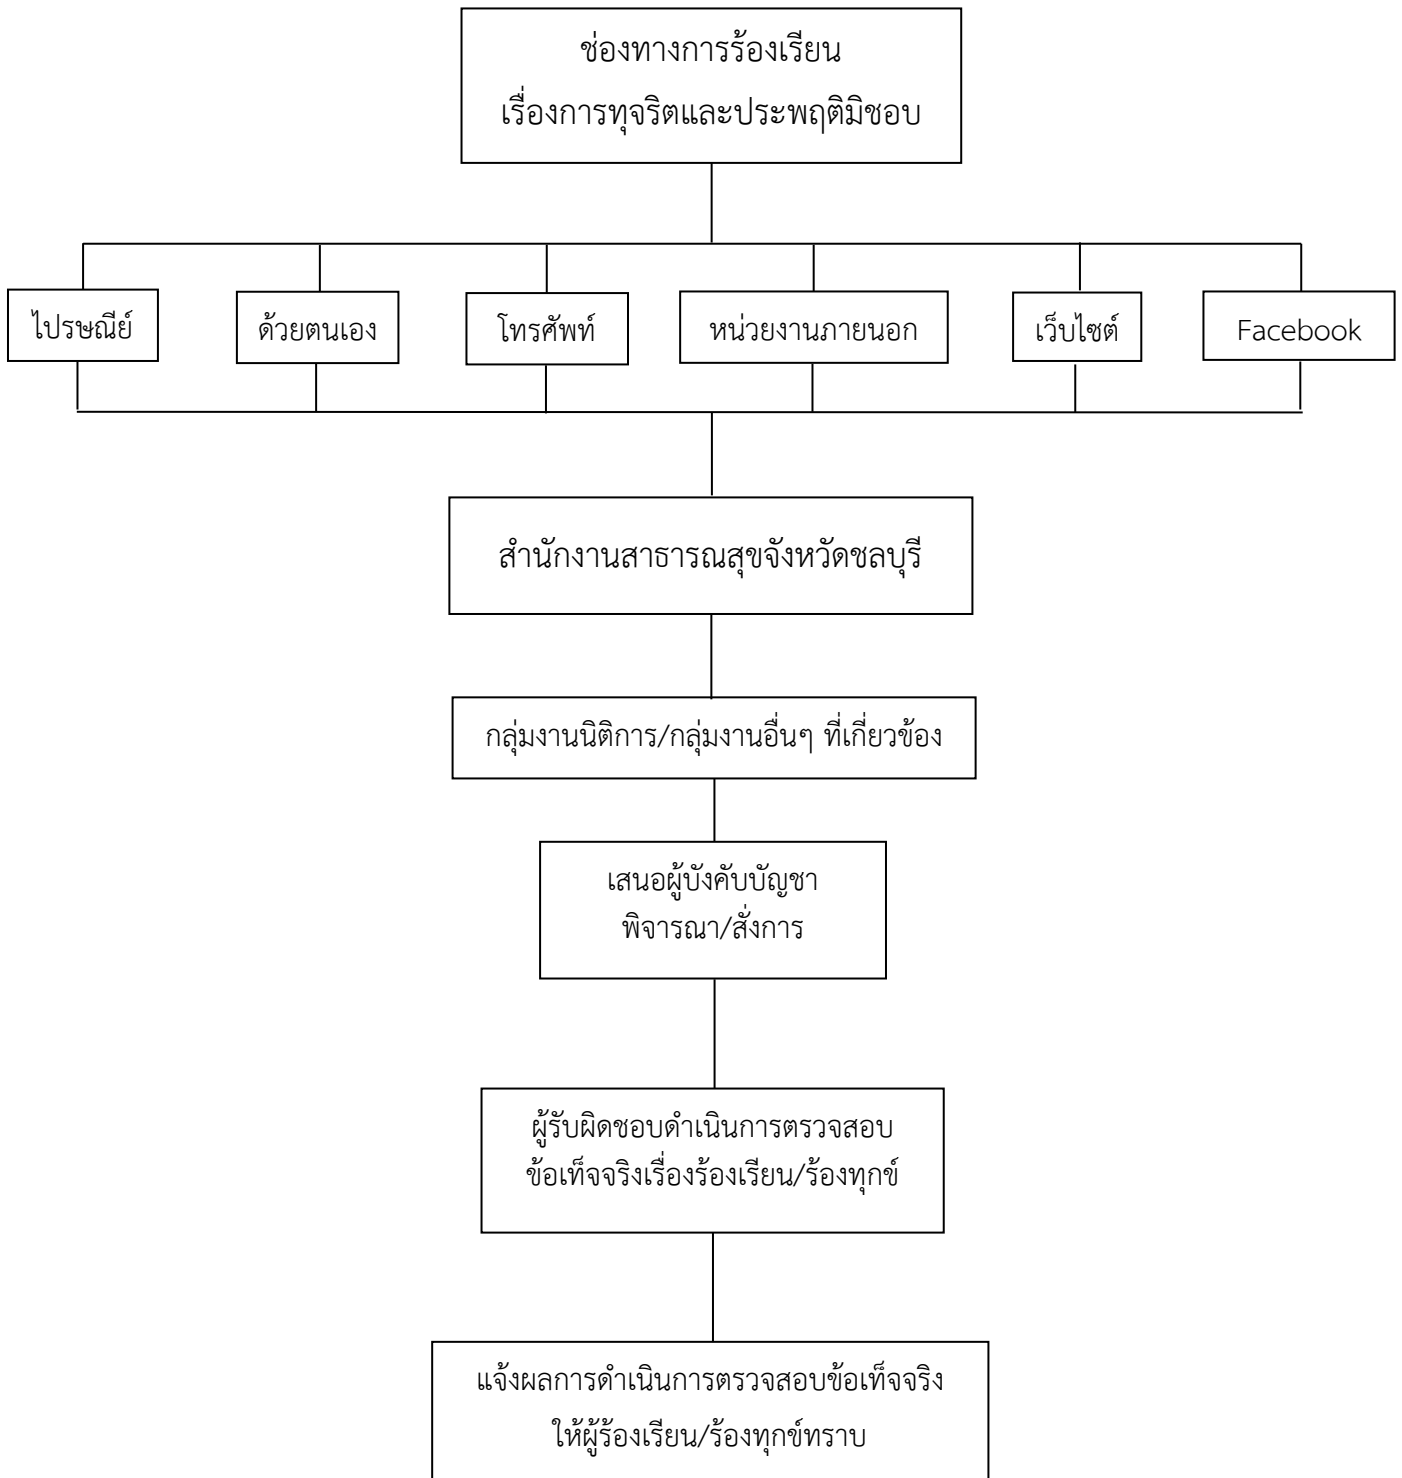 ช่องทางการร้องเรียน
เรื่องการทุจริตและประพฤติมิชอบ
ไปรษณีย์
ด้วยตนเอง
โทรศัพท์
หน่วยงานภายนอก
เว็บไซต์
Facebook
สำนักงานสาธารณสุขจังหวัดชลบุรี
กลุ่มงานนิติการ/กลุ่มงานอื่นๆ ที่เกี่ยวข้อง
เสนอผู้บังคับบัญชา
พิจารณา/สั่งการ
ผู้รับผิดชอบดำเนินการตรวจสอบ
ข้อเท็จจริงเรื่องร้องเรียน/ร้องทุกข์
แจ้งผลการดำเนินการตรวจสอบข้อเท็จจริง
ให้ผู้ร้องเรียน/ร้องทุกข์ทราบ